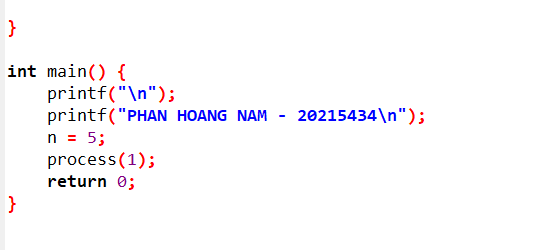 }
int main() {
    printf("\n");
    printf("PHAN HOANG NAM - 20215434\n");
    n = 5;
    process(1);
    return 0;
}